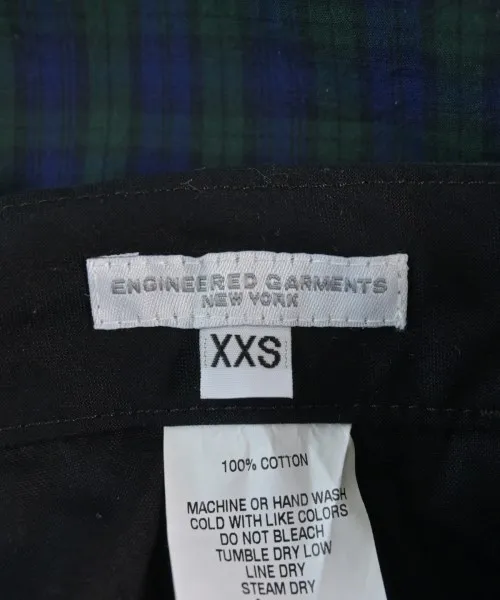 ENGINEERED GARMENTS
NEW YORK
XXS
100% COTTON
MACHINE OR HAND WASH
COLD WITH LIKE COLORS
DO NOT BLEACH
TUMBLE DRY LOW
LINE DRY
STEAM DRY